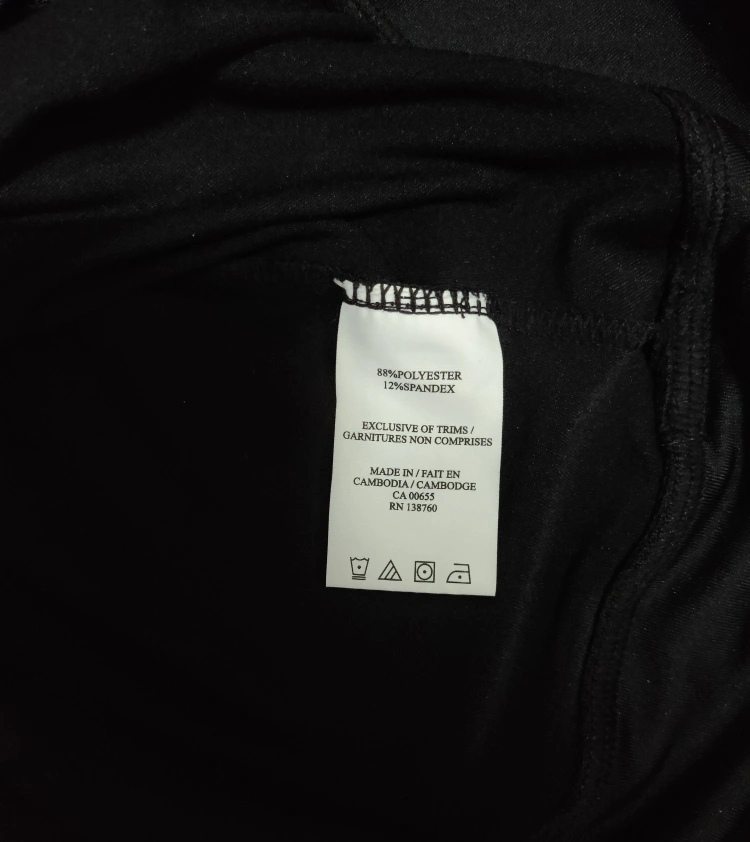 88%POLYESTER
12%SPANDEX
EXCLUSIVE OF TRIMS /
GARNITURES NON COMPRISES
MADE IN / FAIT EN
CAMBODIA / CAMBODGE
CA 00655
RN 138760